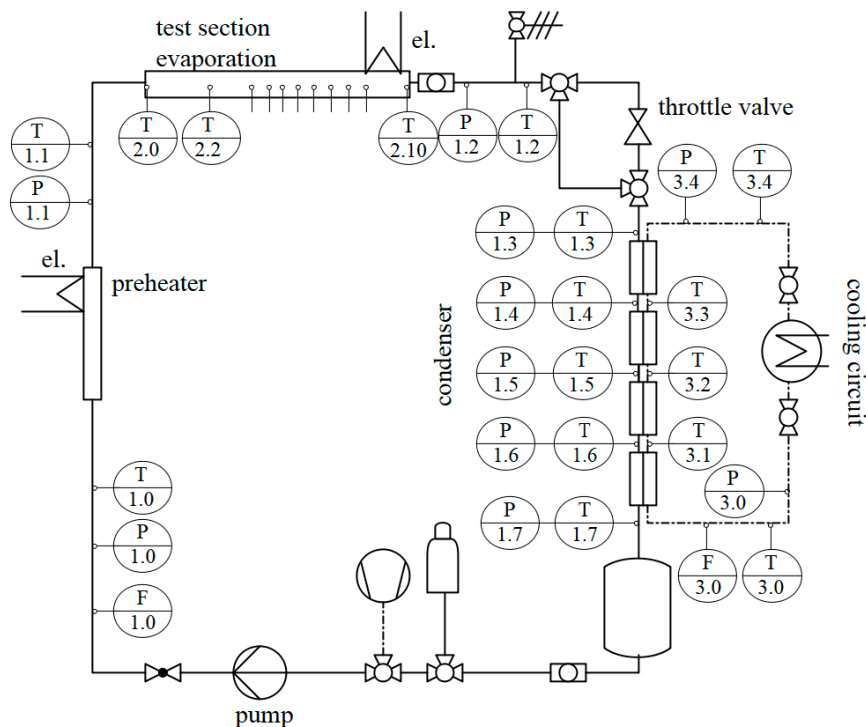 test section
evaporation
el.
throttle valve
T
2.0
T
2.2
T
2.10
P
1.2
T
1.2
T
1.1
P
1.1
P
3.4
T
3.4
el.
preheater
condenser
cooling circuit
P
1.3
T
1.3
P
1.4
T
1.4
T
3.3
P
1.5
T
1.5
T
3.2
P
1.6
T
1.6
T
3.1
P
3.0
P
1.7
T
1.7
F
3.0
T
3.0
T
1.0
P
1.0
F
1.0
pump